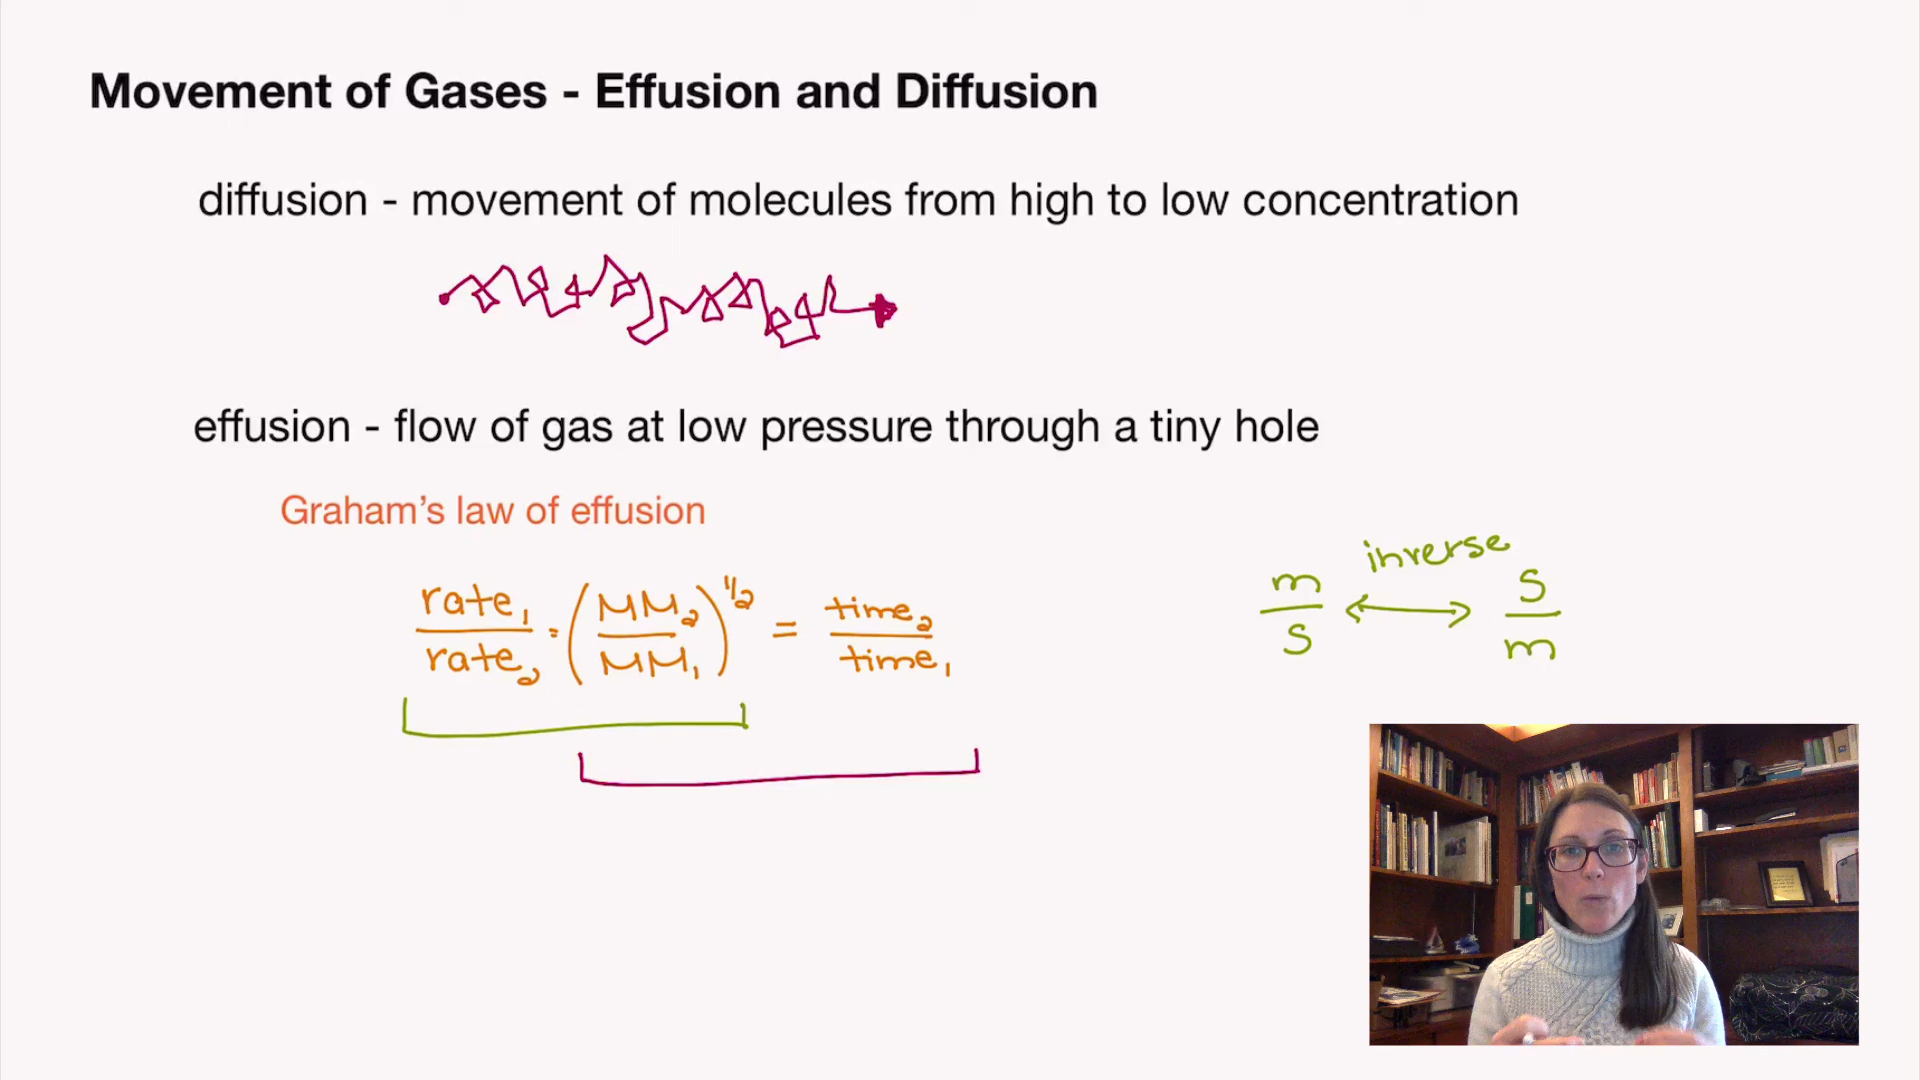 Movement of Gases - Effusion and Diffusion
diffusion - movement of molecules from high to low concentration
effusion - flow of gas at low pressure through a tiny hole
Graham's law of effusion
rate₁/rate₂ = (MM₂/MM₁)^1/2 = time₂/time₁
inverse
m/s ↔ s/m